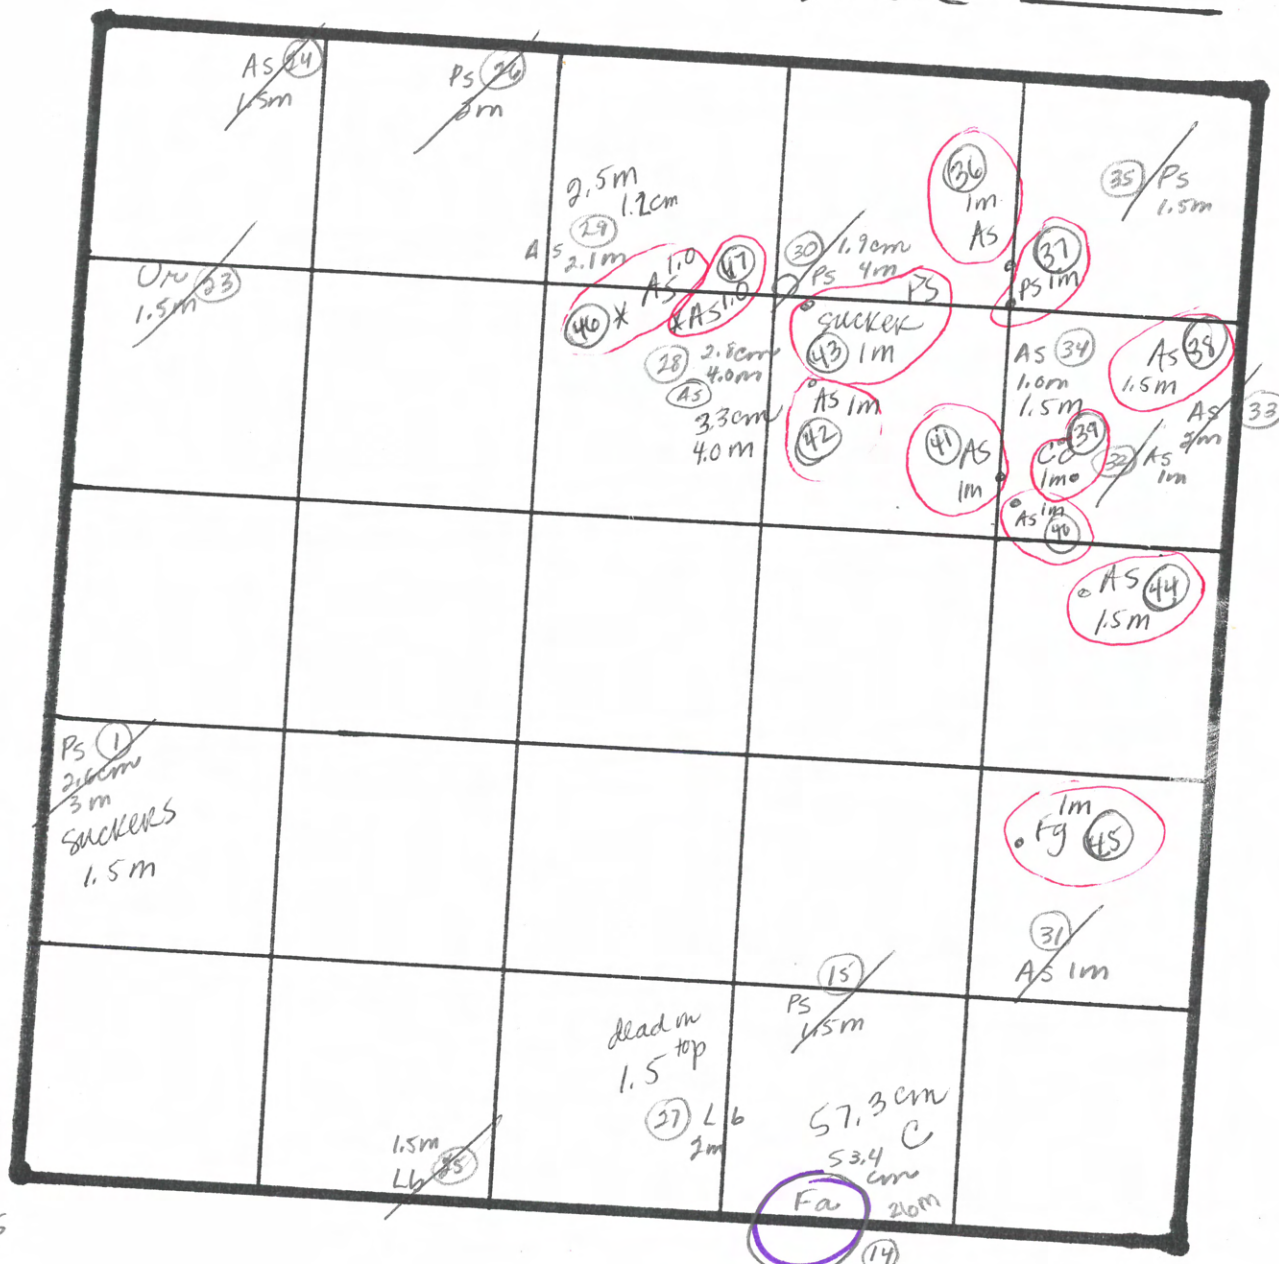 As 24
1.5m
Ps 26
3m
2.5m
1.2cm
As 29
2.1m
36
1m
As
35 Ps
1.5m
37
Ps 1m
Or 23
1.5m
46 * As 1.0
47
*As 1.0
30 1.9cm
Ps 4m
Ps
sucker
43 1m
28 2.8cm
4.0m
As
3.3cm
4.0m
As 1m
42
41 As
1m
As 34
1.0m
1.5m
As 38
1.5m
As 33
2m
39
1m
32 As
1m
As 1m
40
As 44
1.5m
Ps 1
2.6cm
3m
suckers
1.5m
1m
Fg 45
31
As 1m
15
Ps
1.5m
dead on
top
1.5
27 Lb
2m
1.5m
Lb 25
57.3cm
C
53.4
cm
Fa 26m
14